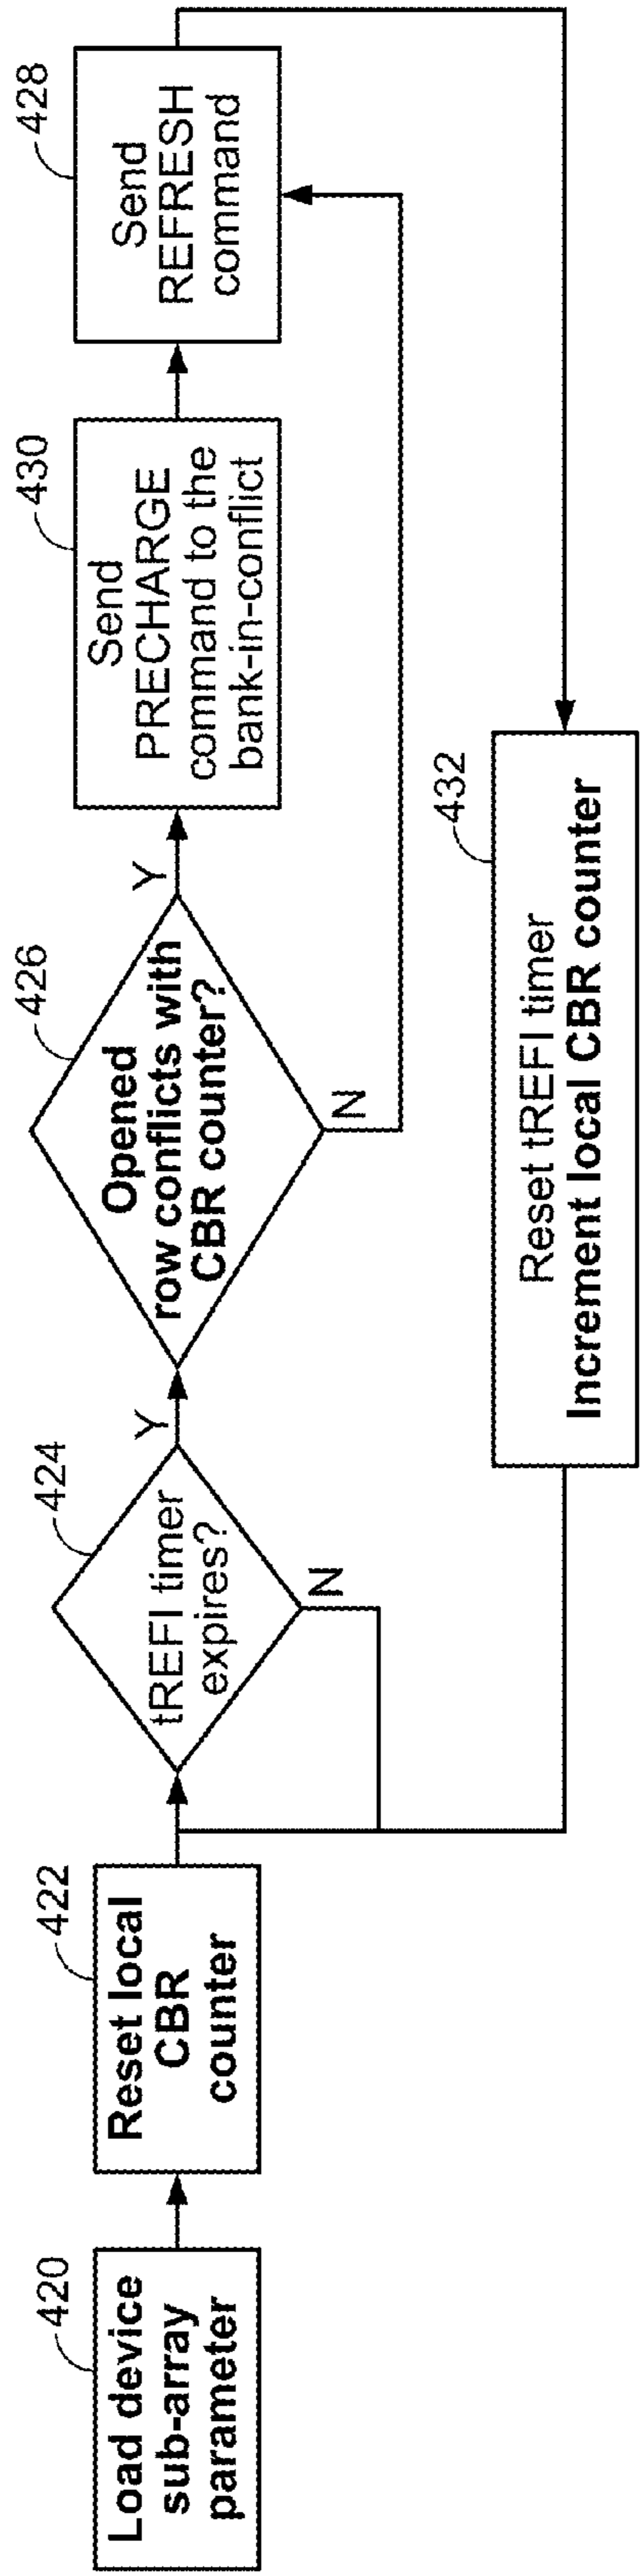 420
Load device
sub-array
parameter
422
Reset local
CBR
counter
424
tREFI timer
expires?
Y
N
426
Opened
row conflicts with
CBR counter?
Y
N
430
Send
PRECHARGE
command to the
bank-in-conflict
428
Send
REFRESH
command
432
Reset tREFI timer
Increment local CBR counter